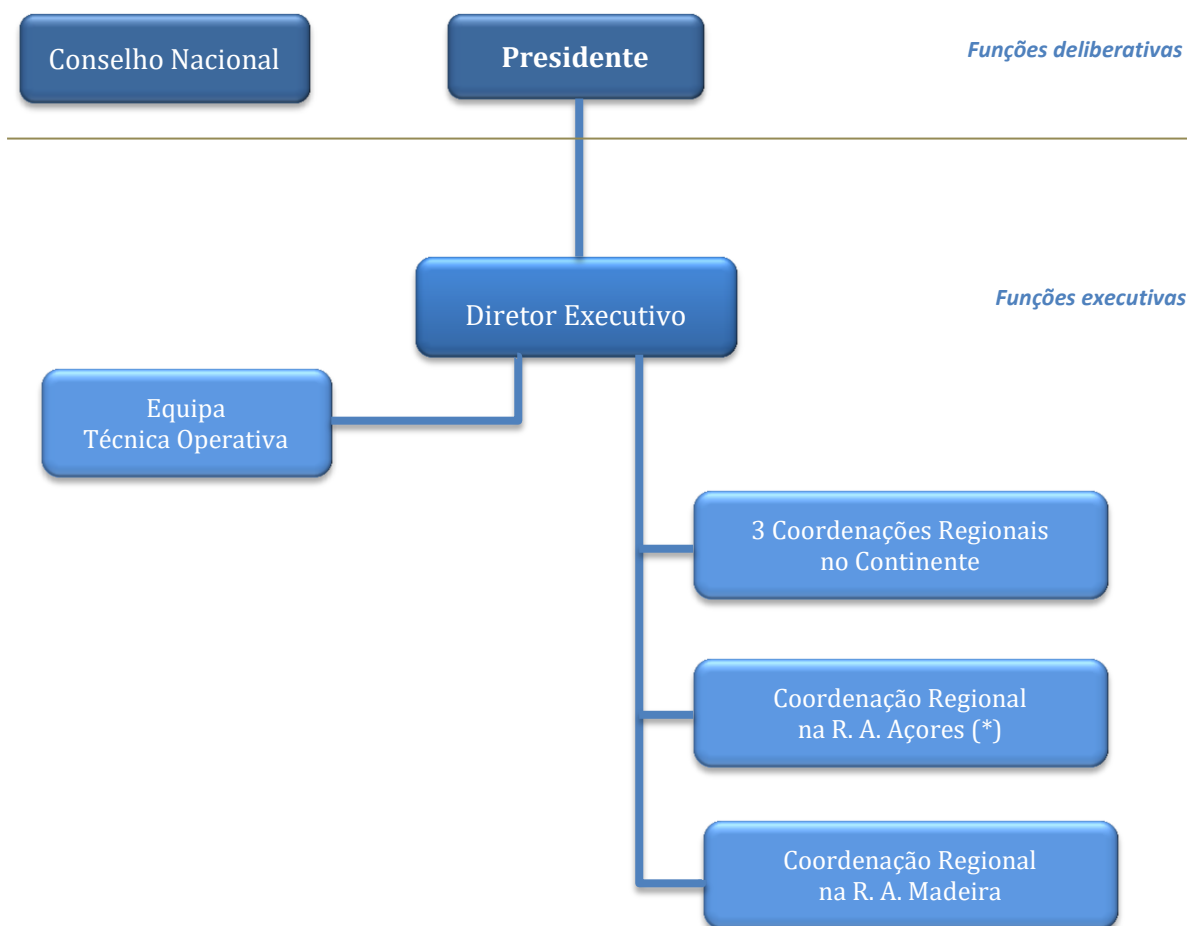 Conselho Nacional
Presidente
Funções deliberativas
Diretor Executivo
Funções executivas
Equipa
Técnica Operativa
3 Coordenações Regionais
no Continente
Coordenação Regional
na R. A. Açores (*)
Coordenação Regional
na R. A. Madeira